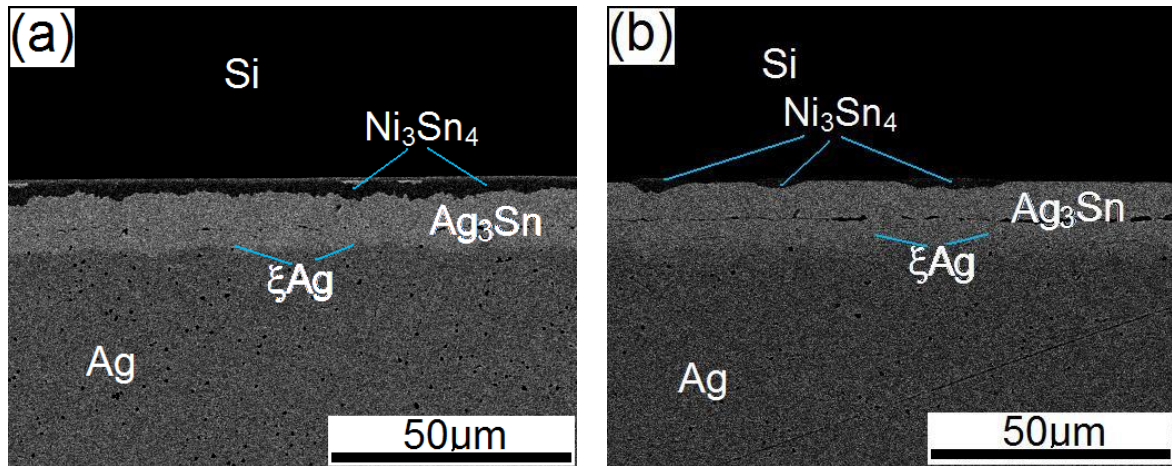 (a)
Si
Ni₃Sn₄
Ag₃Sn
ξAg
Ag
50µm
(b)
Si
Ni₃Sn₄
Ag₃Sn
ξAg
Ag
50µm